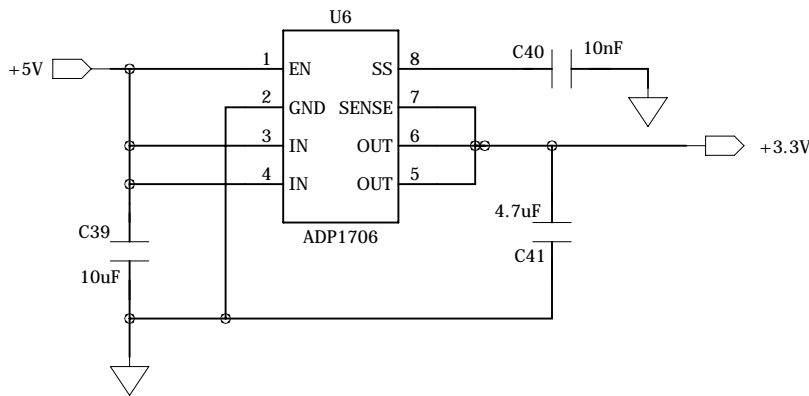 U6
+5V
1
EN
SS
8
C40
10nF
2
GND
SENSE
7
3
IN
OUT
6
+3.3V
4
IN
OUT
5
ADP1706
C39
10uF
4.7uF
C41